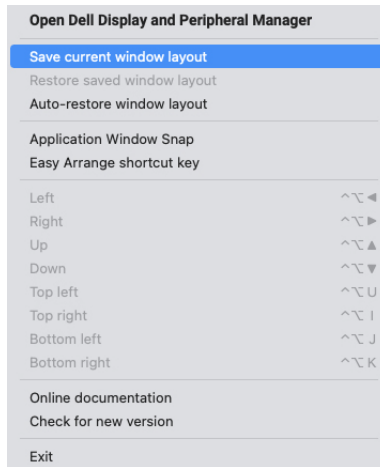 Open Dell Display and Peripheral Manager
Save current window layout
Restore saved window layout
Auto-restore window layout
Application Window Snap
Easy Arrange shortcut key
Left ^⌥◀
Right ^⌥▶
Up ^⌥▲
Down ^⌥▼
Top left ^⌥U
Top right ^⌥I
Bottom left ^⌥J
Bottom right ^⌥K
Online documentation
Check for new version
Exit